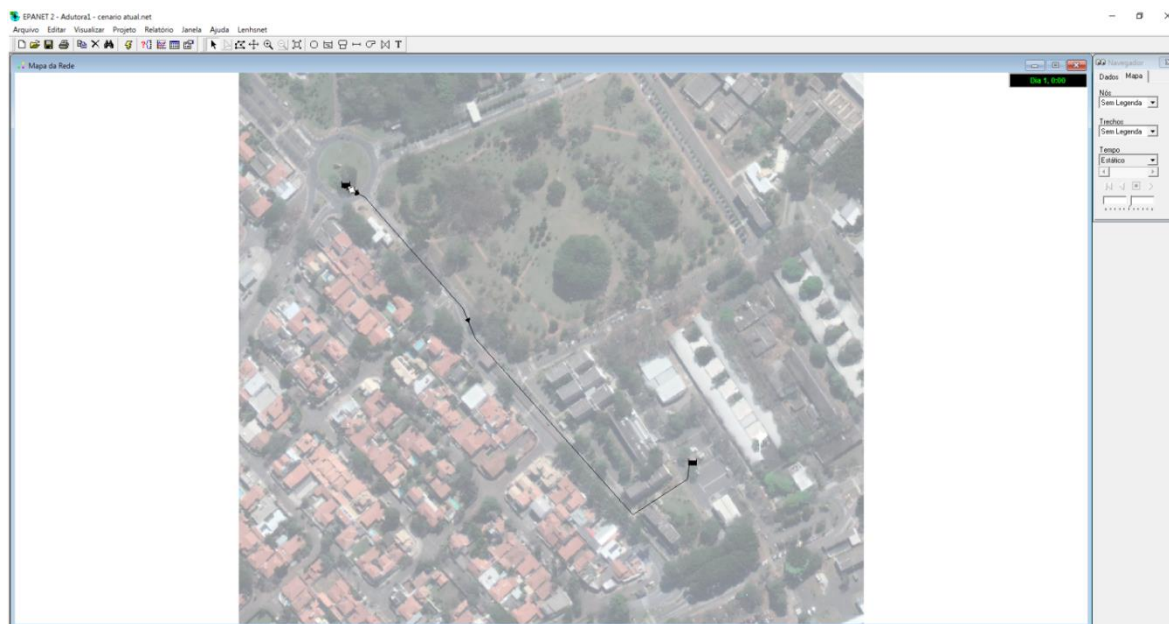 EPANET 2 - Adutora1 - cenario atual.net
Arquivo Editar Visualizar Projeto Relatório Janela Ajuda Lenhsnet
T
Mapa da Rede
Dia 1, 0:00
Navegador
Dados Mapa
Nós
Sem Legenda
Trechos
Sem Legenda
Tempo
Estático